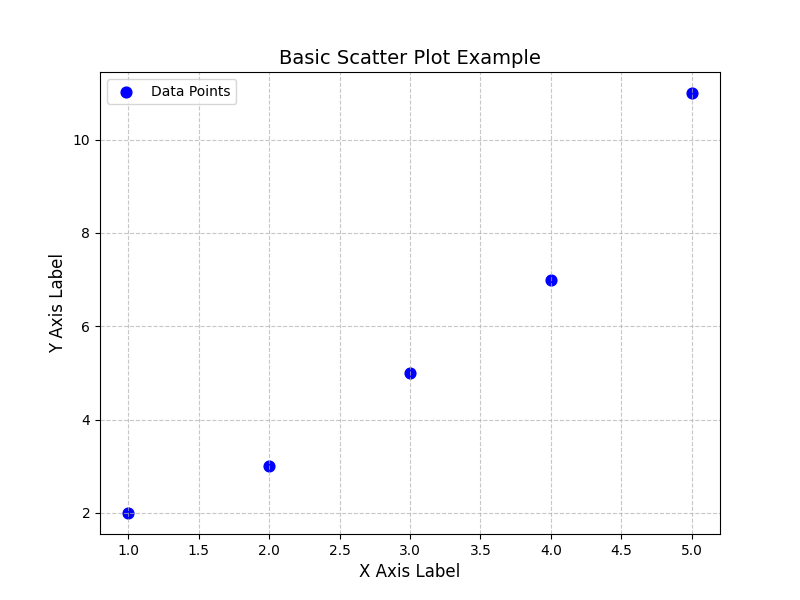 Basic Scatter Plot Example
Data Points
10
8
6
4
2
Y Axis Label
1.0 1.5 2.0 2.5 3.0 3.5 4.0 4.5 5.0
X Axis Label